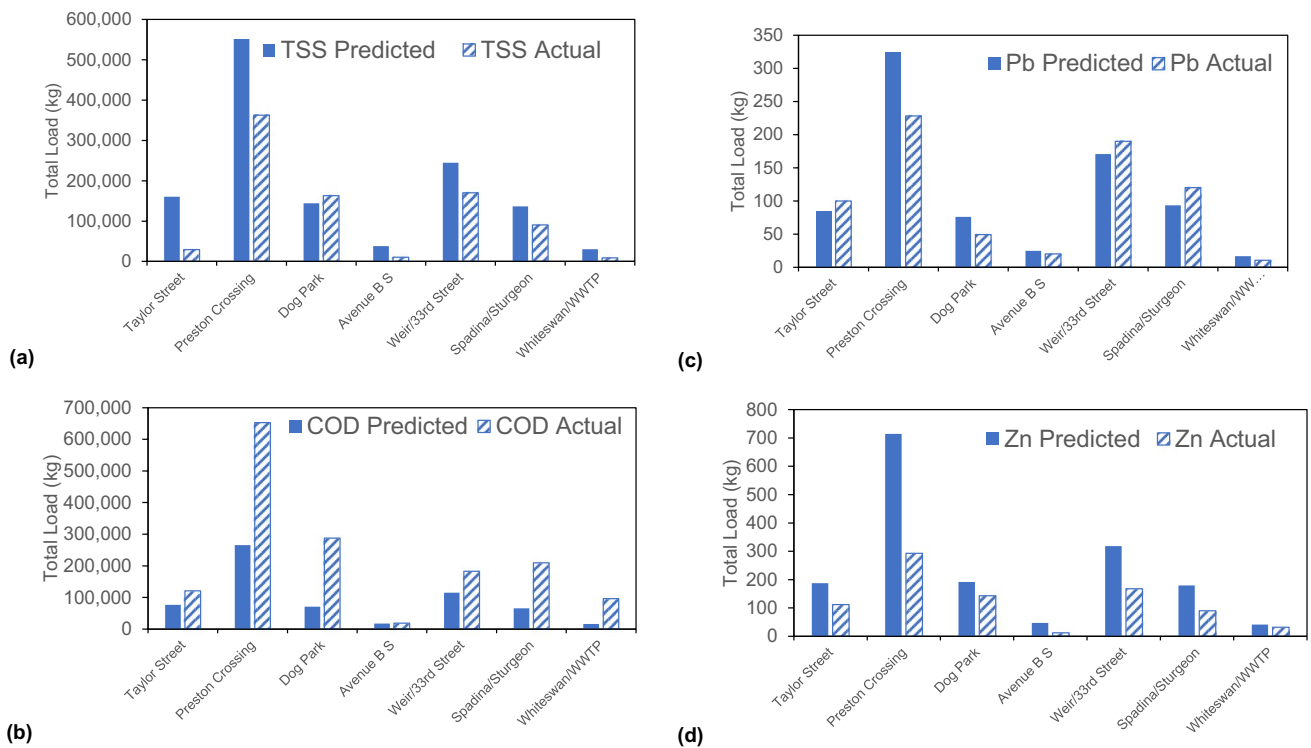 600,000
500,000
400,000
300,000
200,000
100,000
0
Total Load (kg)
TSS Predicted TSS Actual
Taylor Street
Preston Crossing
Dog Park
Avenue B S
Weir/33rd Street
Spadina/Sturgeon
Whiteswan/WWTP
(a)
350
300
250
200
150
100
50
0
Total Load (kg)
Pb Predicted Pb Actual
Taylor Street
Preston Crossing
Dog Park
Avenue B S
Weir/33rd Street
Spadina/Sturgeon
Whiteswan/WW...
(c)
700,000
600,000
500,000
400,000
300,000
200,000
100,000
0
Total Load (kg)
COD Predicted COD Actual
Taylor Street
Preston Crossing
Dog Park
Avenue B S
Weir/33rd Street
Spadina/Sturgeon
Whiteswan/WWTP
(b)
800
700
600
500
400
300
200
100
0
Total Load (kg)
Zn Predicted Zn Actual
Taylor Street
Preston Crossing
Dog Park
Avenue B S
Weir/33rd Street
Spadina/Sturgeon
Whiteswan/WWTP
(d)